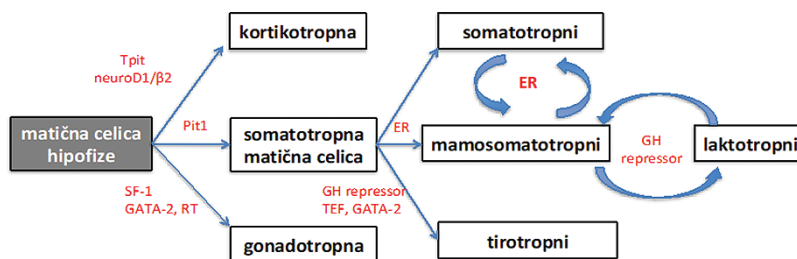 kortikotropna
somatotropni
Tpit
neuroD1/β2
ER
matična celica
hipofize
Pit1
somatotropna
matična celica
ER
mamosomatotropni
GH
repressor
laktotropni
SF-1
GATA-2, RT
GH repressor
TEF, GATA-2
gonadotropna
tirotropni